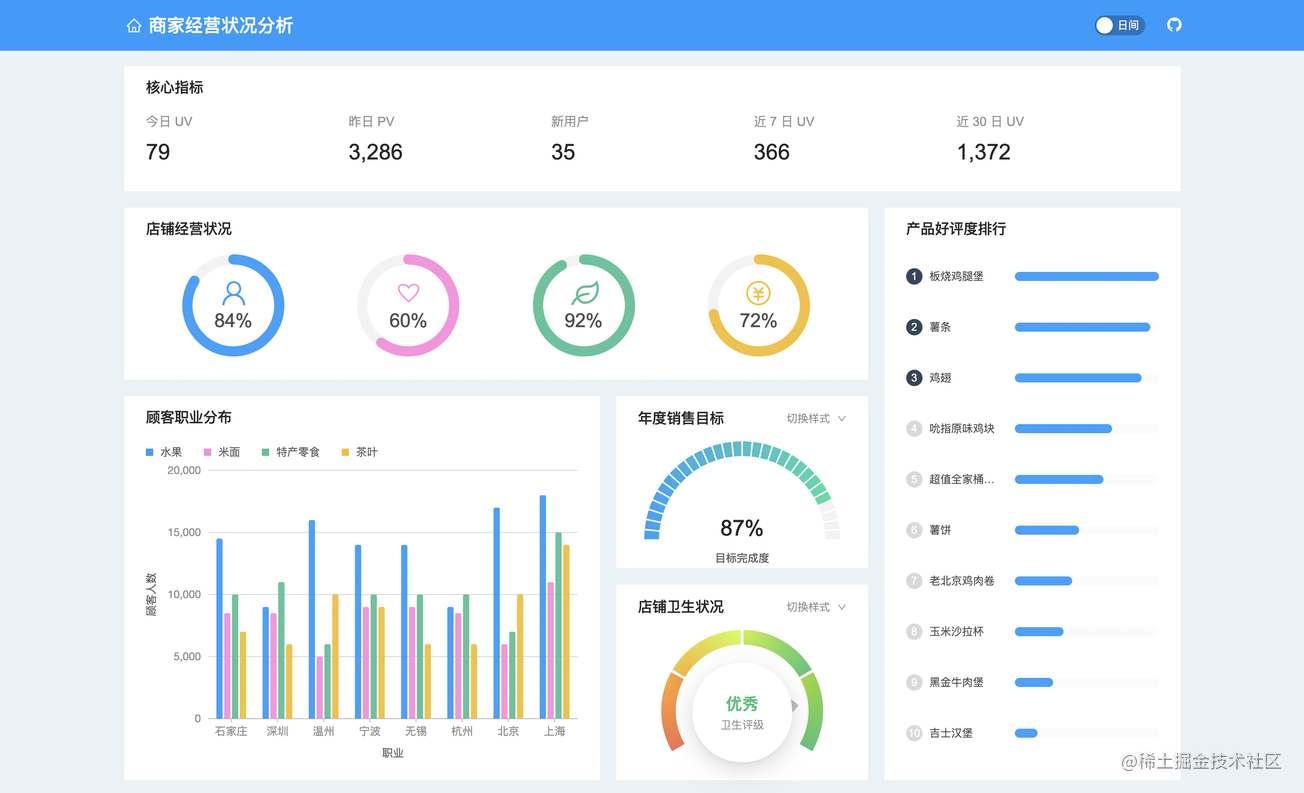 商家经营状况分析
日间
核心指标
今日 UV
昨日 PV
新用户
近 7 日 UV
近 30 日 UV
79
3,286
35
366
1,372
店铺经营状况
84%
60%
92%
¥
72%
产品好评度排行
1 板烧鸡腿堡
2 薯条
3 鸡翅
4 吮指原味鸡块
5 超值全家桶...
6 薯饼
7 老北京鸡肉卷
8 玉米沙拉杯
9 黑金牛肉堡
10 吉士汉堡
顾客职业分布
水果 米面 特产零食 茶叶
20,000
15,000
10,000
5,000
0
顾客人数
石家庄 深圳 温州 宁波 无锡 杭州 北京 上海
职业
年度销售目标
切换样式
87%
目标完成度
店铺卫生状况
切换样式
优秀
卫生评级
@稀土掘金技术社区